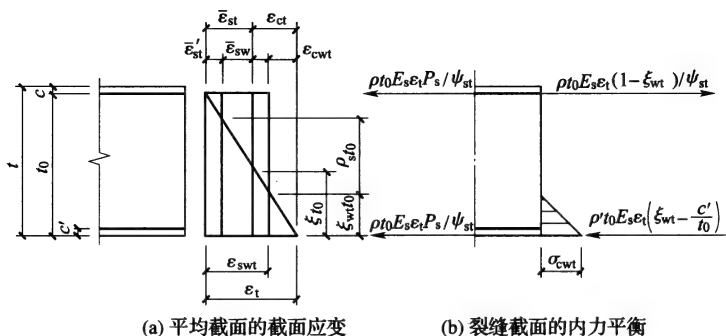 ε̄st εct
ε̄′st ε̄sw εcwt
t
c
t₀
c′
ρst₀
ξt₀
ξwtt₀
εswt
εt
(a) 平均截面的截面应变
ρt₀Esεt Ps/ψst
ρt₀Esεt(1−ξwt)/ψst
ρt₀Esεt Ps/ψst
ρ′t₀Esεt(ξwt−c′/t₀)
σcwt
(b) 裂缝截面的内力平衡